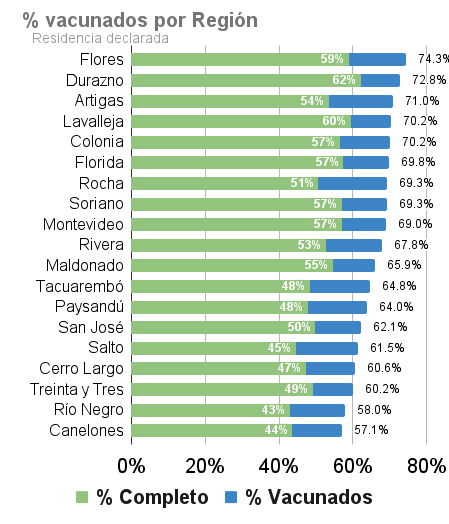 % vacunados por Región
Residencia declarada
Flores 59% 74.3%
Durazno 62% 72.8%
Artigas 54% 71.0%
Lavalleja 60% 70.2%
Colonia 57% 70.2%
Florida 57% 69.8%
Rocha 51% 69.3%
Soriano 57% 69.3%
Montevideo 57% 69.0%
Rivera 53% 67.8%
Maldonado 55% 65.9%
Tacuarembó 48% 64.8%
Paysandú 48% 64.0%
San José 50% 62.1%
Salto 45% 61.5%
Cerro Largo 47% 60.6%
Treinta y Tres 49% 60.2%
Río Negro 43% 58.0%
Canelones 44% 57.1%
0% 20% 40% 60% 80%
% Completo % Vacunados